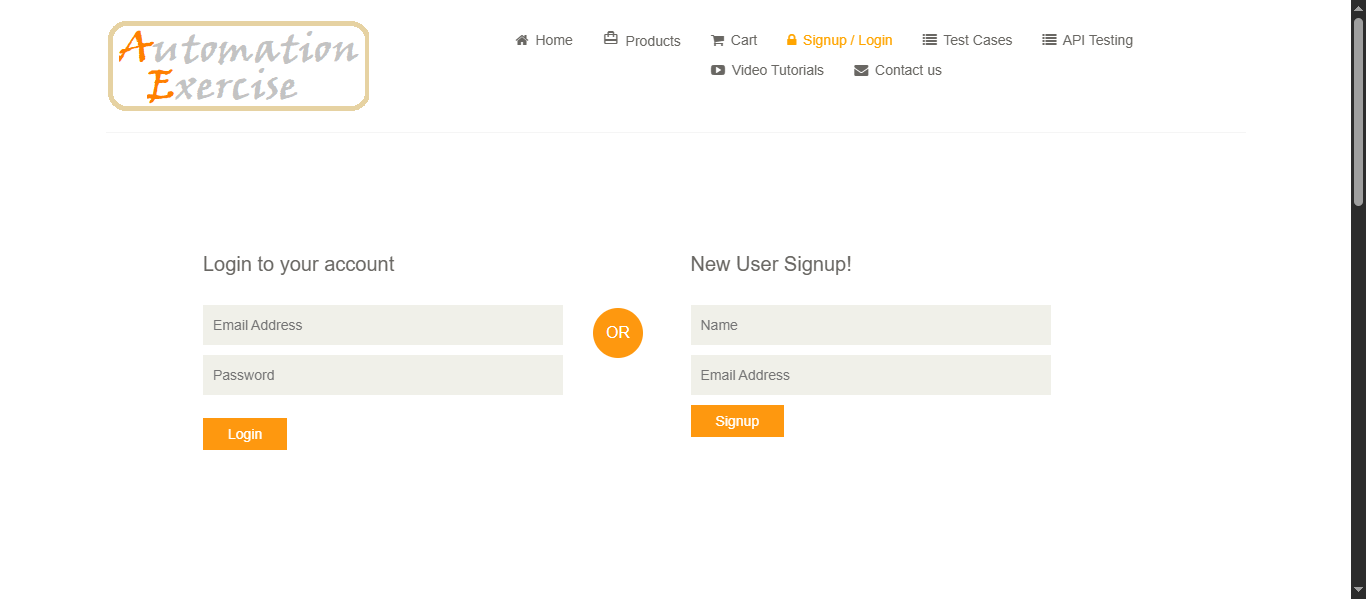 Automation
Exercise
Home Products Cart Signup / Login Test Cases API Testing
Video Tutorials Contact us
Login to your account
Email Address
Password
Login
OR
New User Signup!
Name
Email Address
Signup